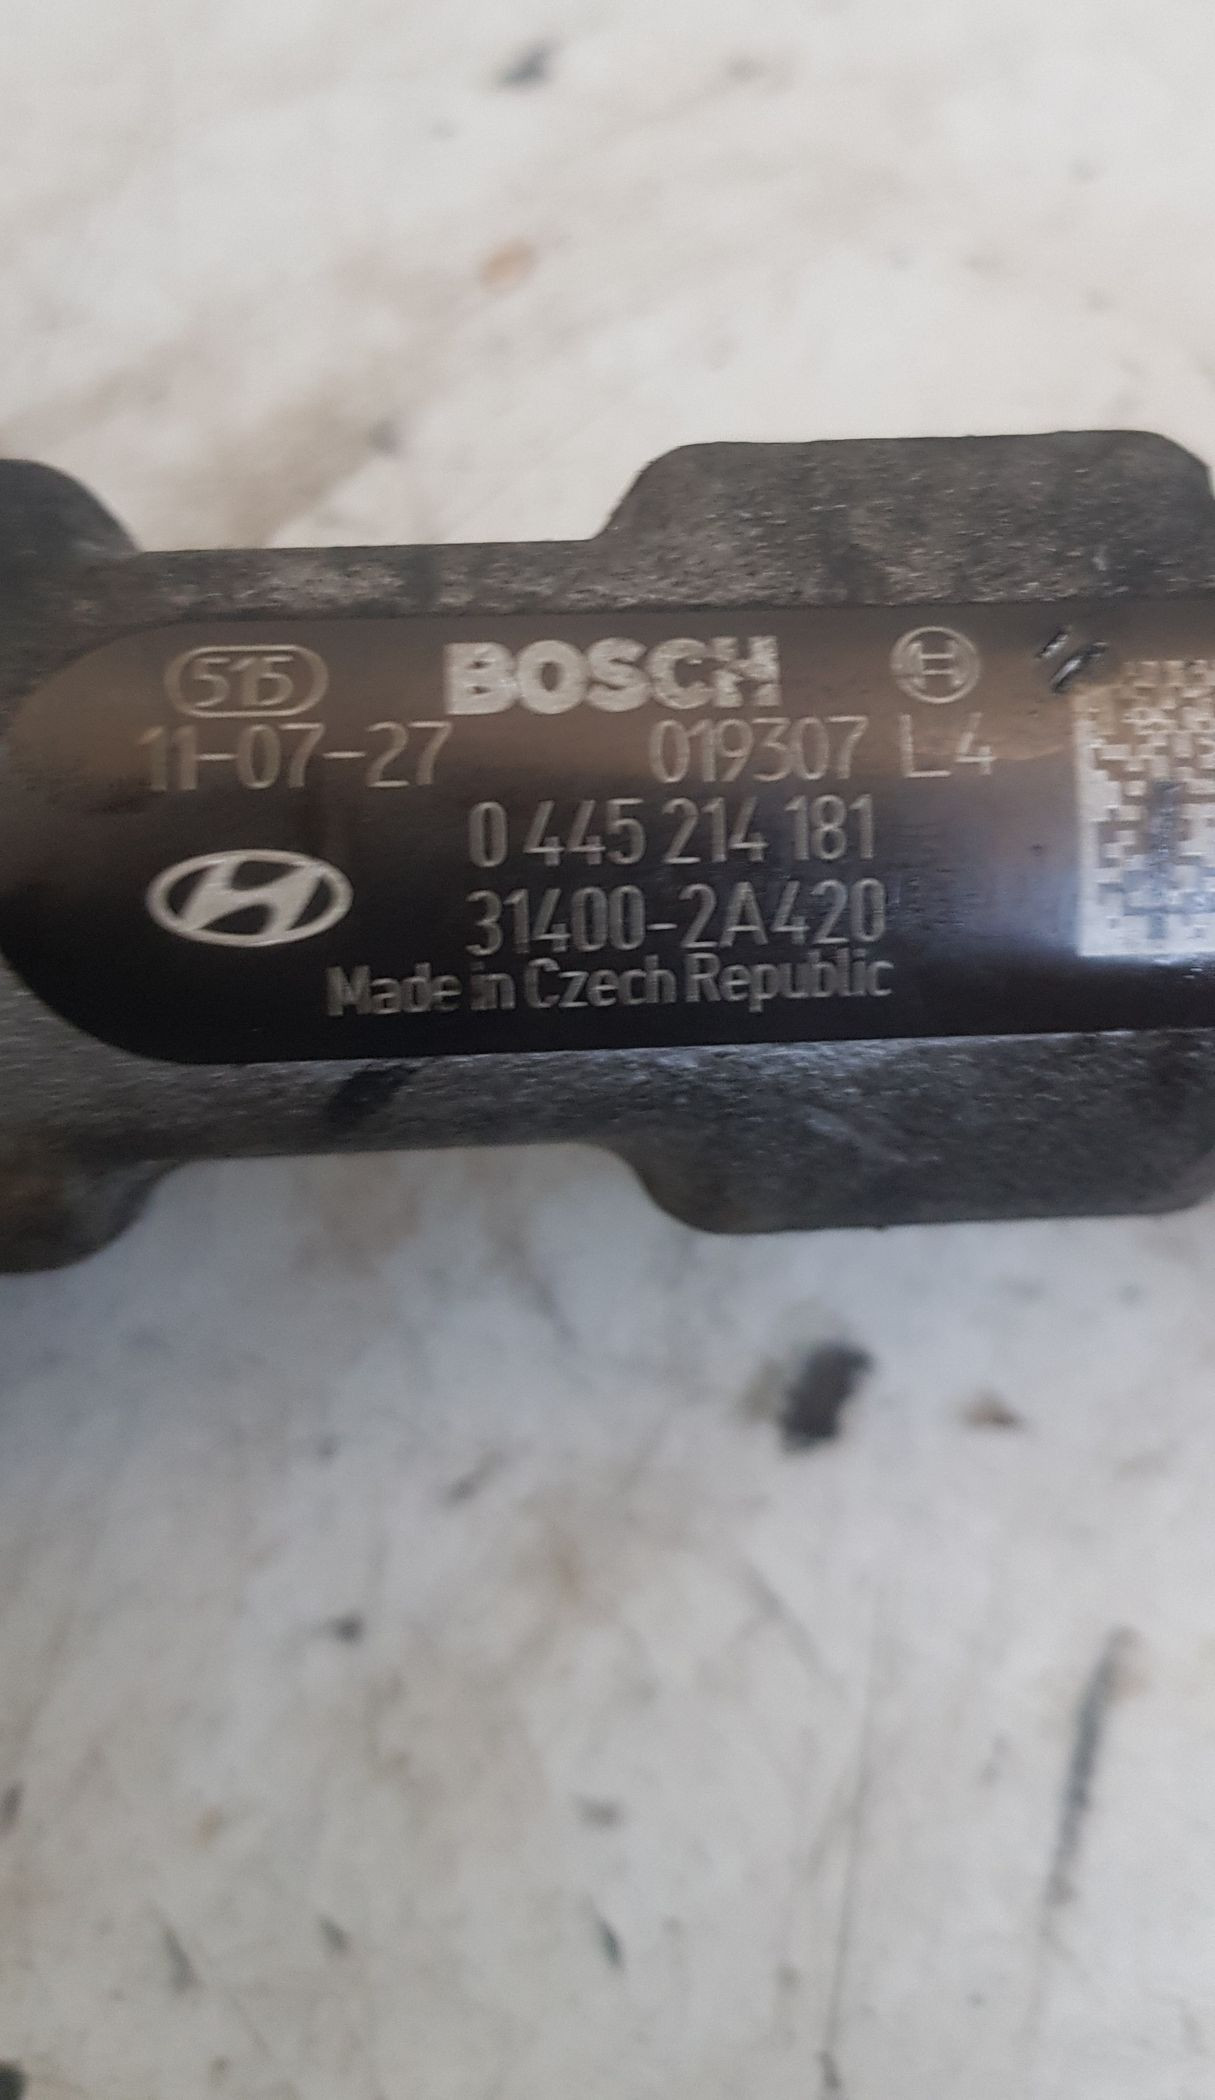 515 BOSCH
11-07-27 019307 L4
0 445 214 181
31400-2A420
Made in Czech Republic